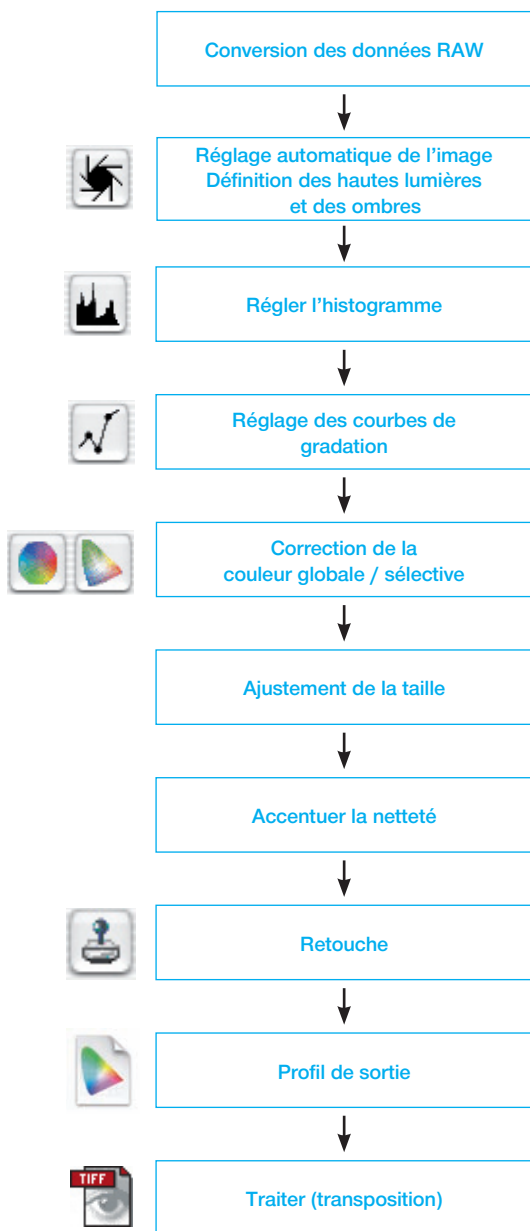 Conversion des données RAW
Réglage automatique de l'image
Définition des hautes lumières
et des ombres
Régler l'histogramme
Réglage des courbes de
gradation
Correction de la
couleur globale / sélective
Ajustement de la taille
Accentuer la netteté
Retouche
Profil de sortie
TIFF
Traiter (transposition)